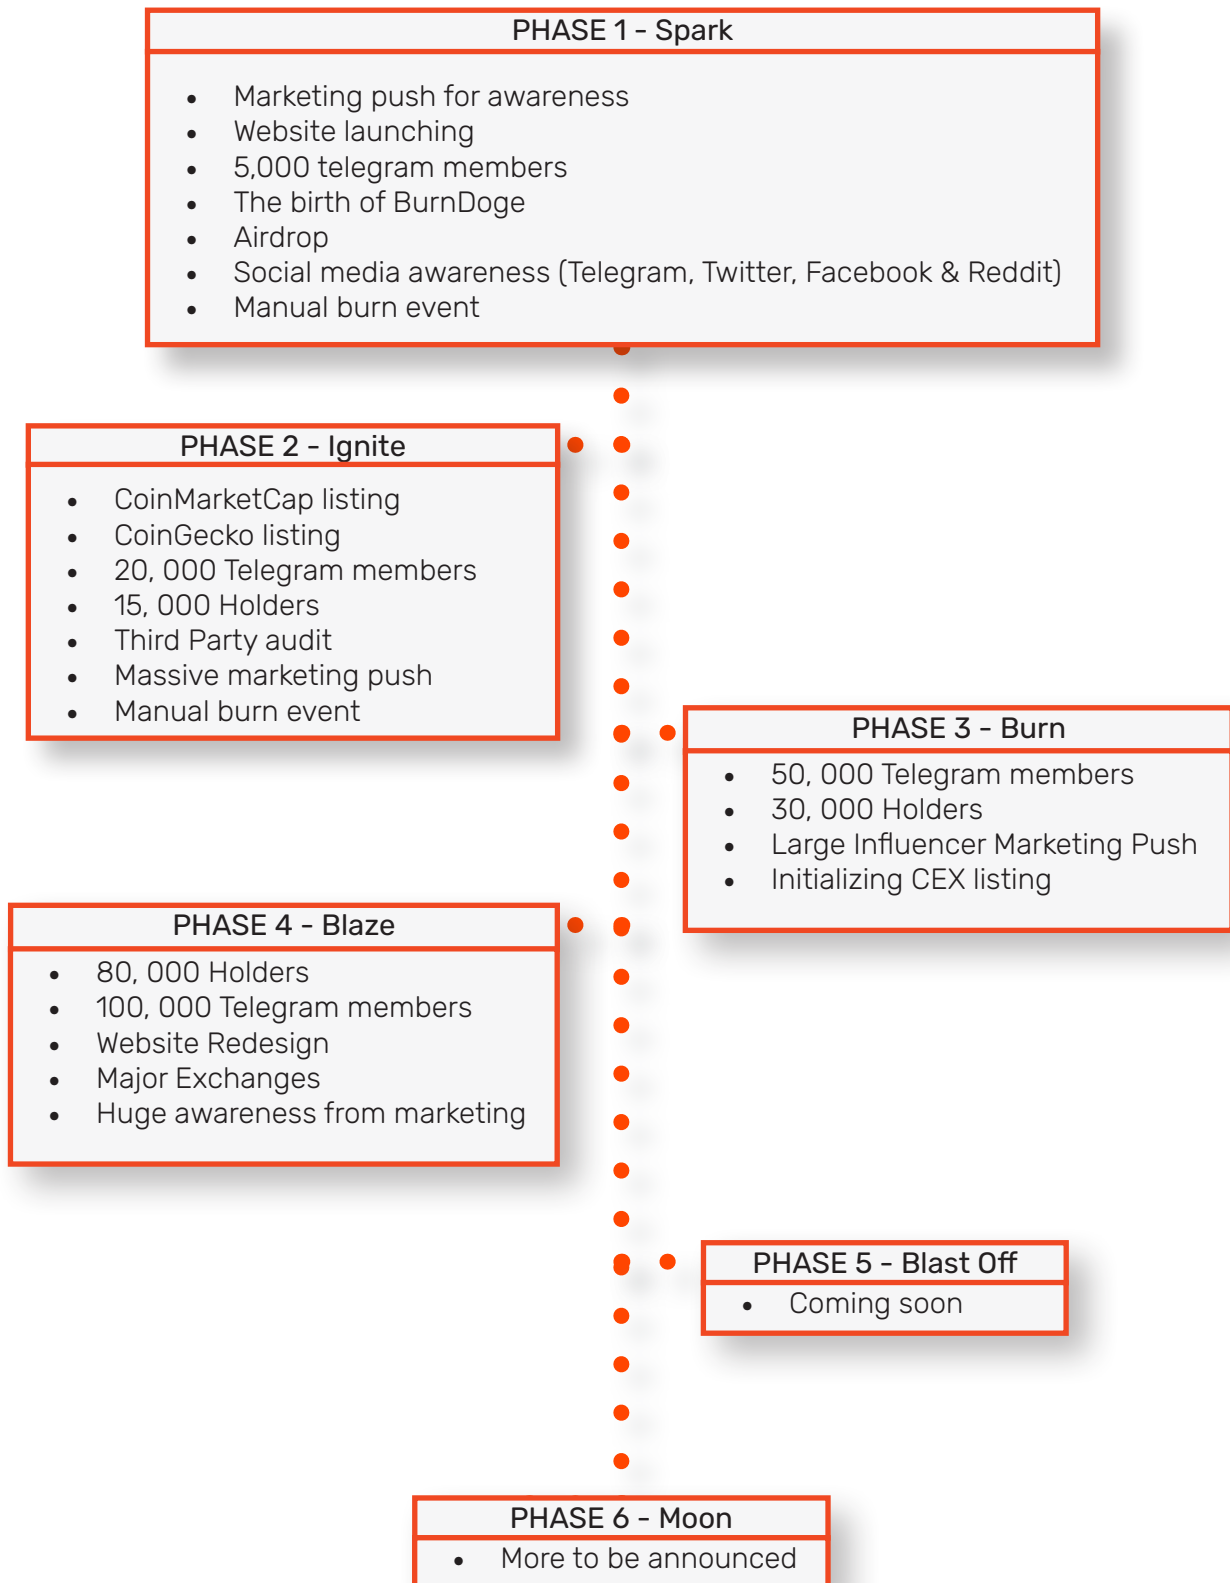 PHASE 1 - Spark
• Marketing push for awareness
• Website launching
• 5,000 telegram members
• The birth of BurnDoge
• Airdrop
• Social media awareness (Telegram, Twitter, Facebook & Reddit)
• Manual burn event
PHASE 2 - Ignite
• CoinMarketCap listing
• CoinGecko listing
• 20, 000 Telegram members
• 15, 000 Holders
• Third Party audit
• Massive marketing push
• Manual burn event
PHASE 3 - Burn
• 50, 000 Telegram members
• 30, 000 Holders
• Large Influencer Marketing Push
• Initializing CEX listing
PHASE 4 - Blaze
• 80, 000 Holders
• 100, 000 Telegram members
• Website Redesign
• Major Exchanges
• Huge awareness from marketing
PHASE 5 - Blast Off
• Coming soon
PHASE 6 - Moon
• More to be announced